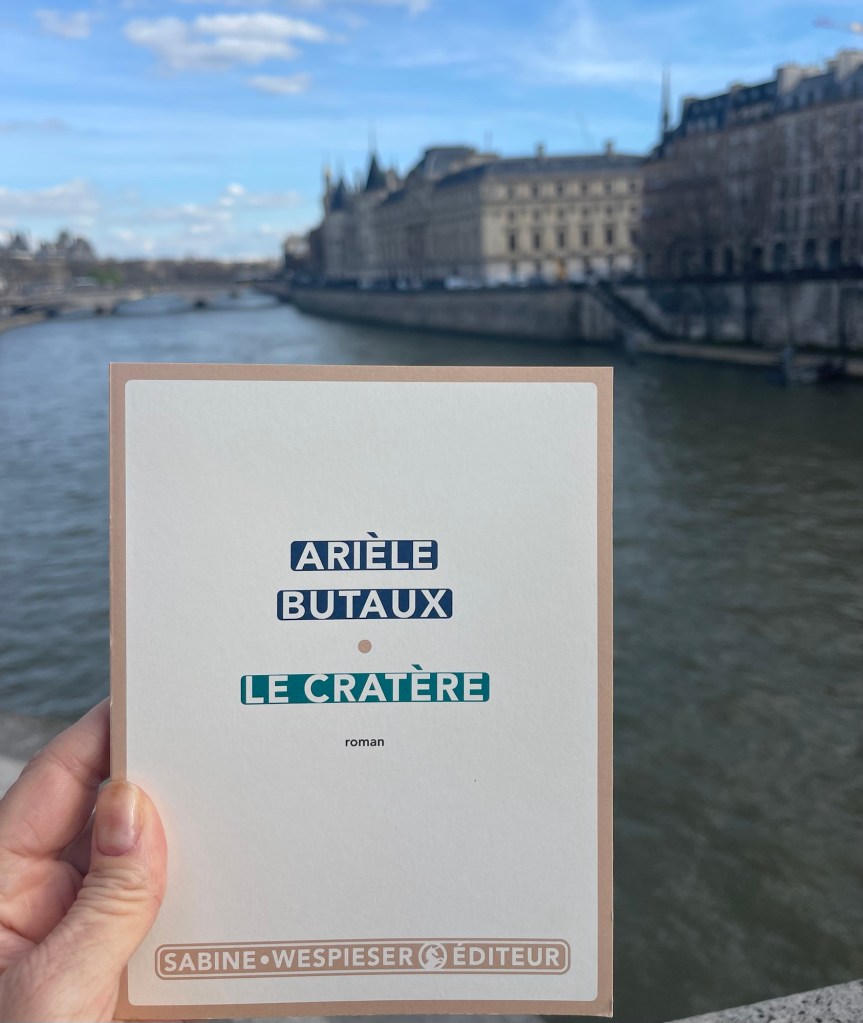 ARIÈLE
BUTAUX
LE CRATÈRE
roman
SABINE•WESPIESER ÉDITEUR